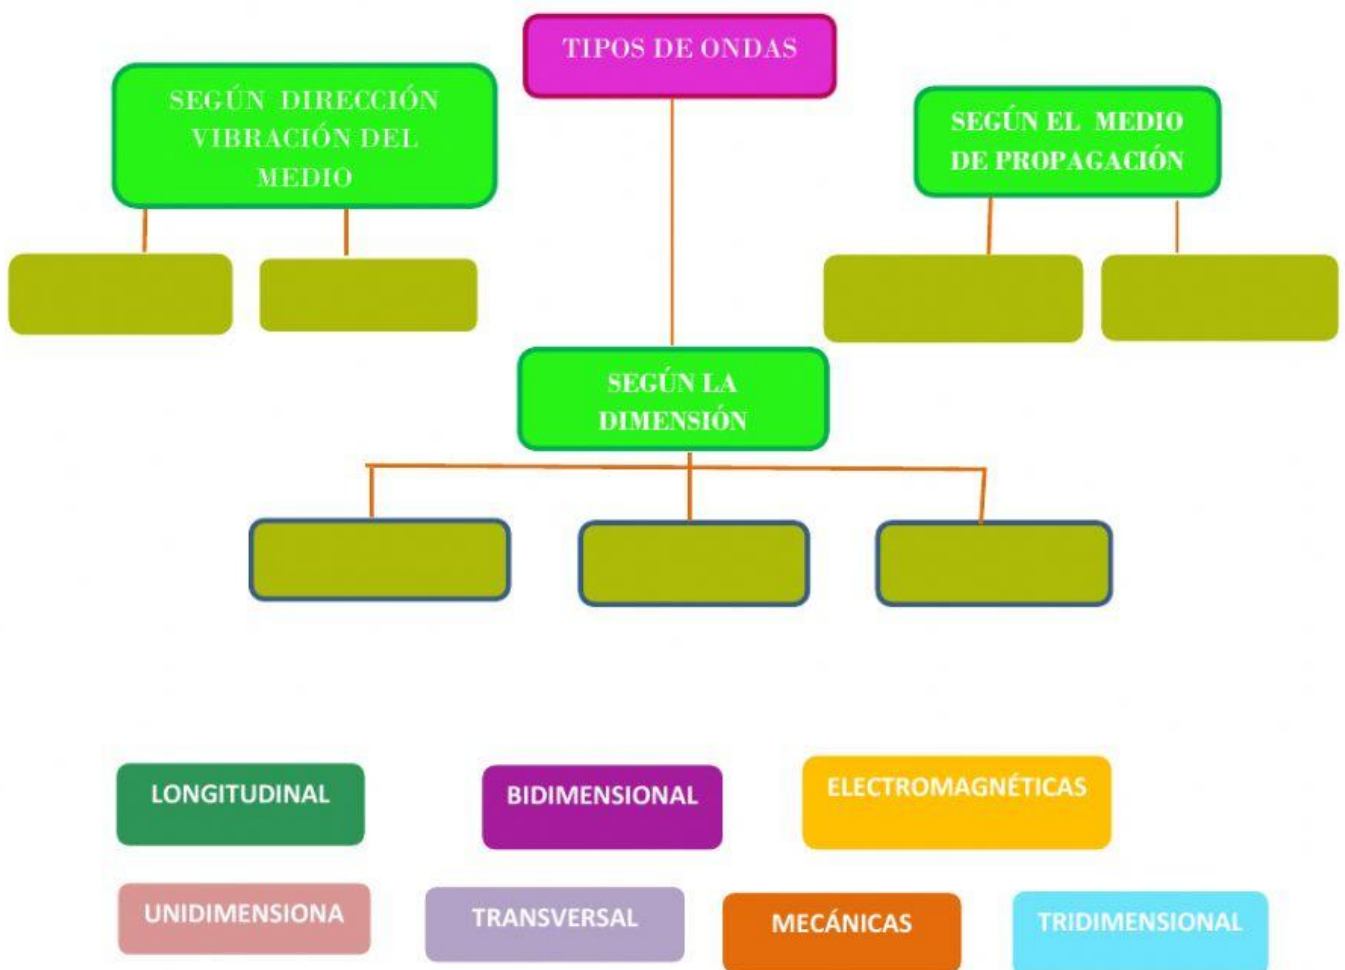 TIPOS DE ONDAS
SEGÚN DIRECCIÓN
VIBRACIÓN DEL
MEDIO
SEGÚN EL MEDIO
DE PROPAGACIÓN
SEGÚN LA
DIMENSIÓN
LONGITUDINAL
BIDIMENSIONAL
ELECTROMAGNÉTICAS
UNIDIMENSIONA
TRANSVERSAL
MECÁNICAS
TRIDIMENSIONAL